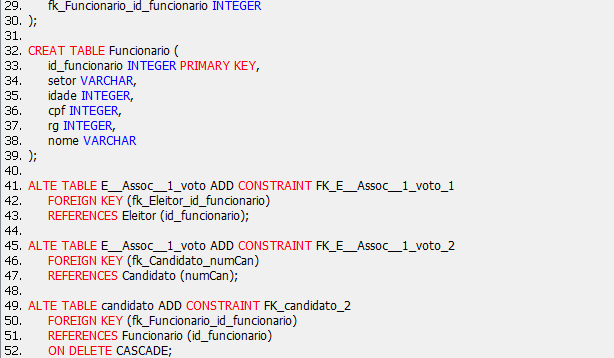 29. fk_Funcionario_id_funcionario INTEGER
30. );
31.
32. CREAT TABLE Funcionario (
33. id_funcionario INTEGER PRIMARY KEY,
34. setor VARCHAR,
35. idade INTEGER,
36. cpf INTEGER,
37. rg INTEGER,
38. nome VARCHAR
39. );
40.
41. ALTE TABLE E__Assoc__1_voto ADD CONSTRAINT FK_E__Assoc__1_voto_1
42. FOREIGN KEY (fk_Eleitor_id_funcionario)
43. REFERENCES Eleitor (id_funcionario);
44.
45. ALTE TABLE E__Assoc__1_voto ADD CONSTRAINT FK_E__Assoc__1_voto_2
46. FOREIGN KEY (fk_Candidato_numCan)
47. REFERENCES Candidato (numCan);
48.
49. ALTE TABLE candidato ADD CONSTRAINT FK_candidato_2
50. FOREIGN KEY (fk_Funcionario_id_funcionario)
51. REFERENCES Funcionario (id_funcionario)
52. ON DELETE CASCADE;